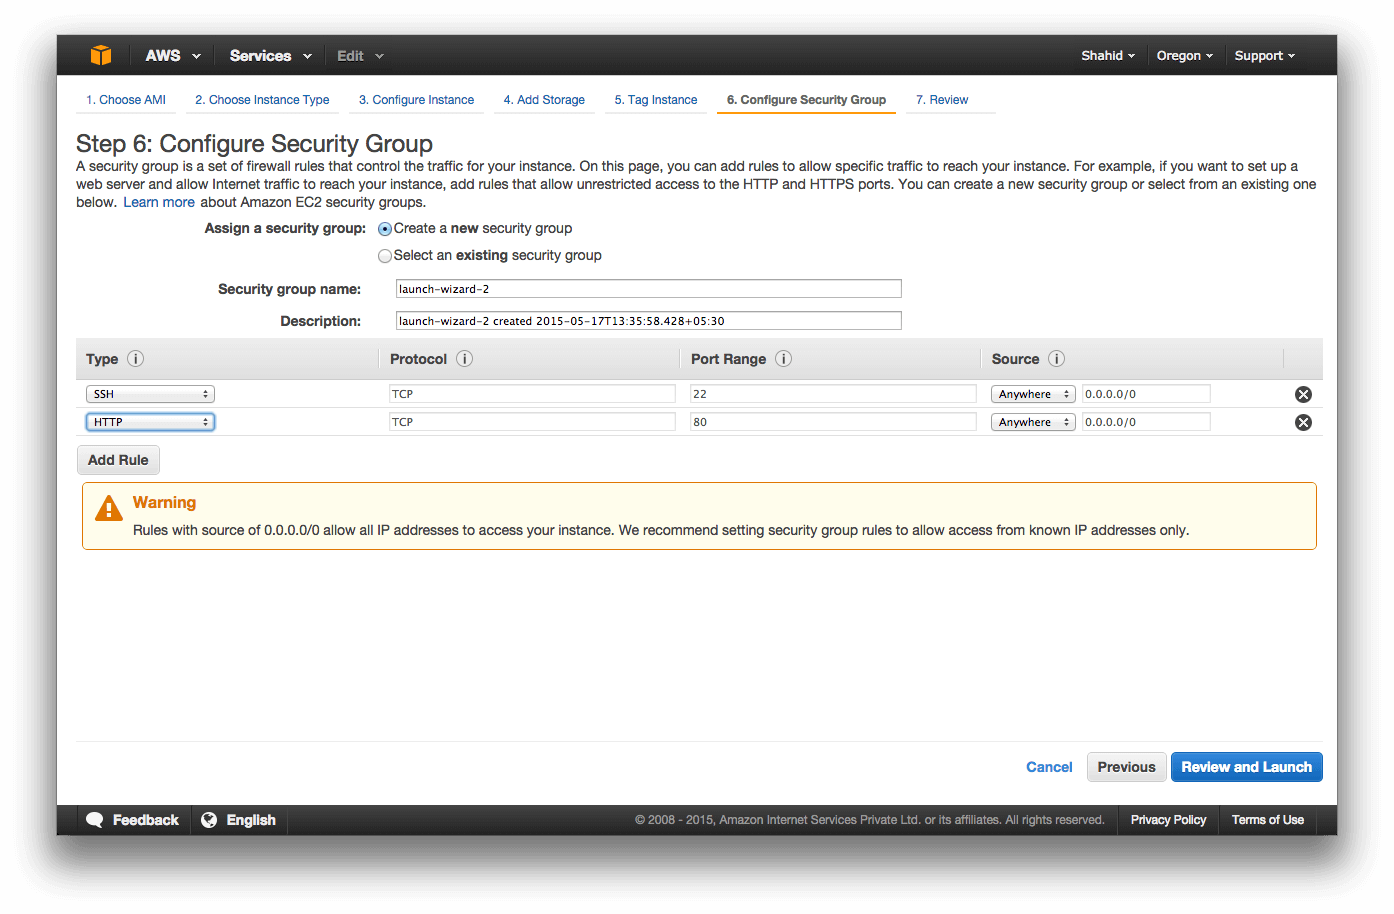 AWS Services Edit Shahid Oregon Support
1. Choose AMI 2. Choose Instance Type 3. Configure Instance 4. Add Storage 5. Tag Instance 6. Configure Security Group 7. Review
Step 6: Configure Security Group
A security group is a set of firewall rules that control the traffic for your instance. On this page, you can add rules to allow specific traffic to reach your instance. For example, if you want to set up a
web server and allow Internet traffic to reach your instance, add rules that allow unrestricted access to the HTTP and HTTPS ports. You can create a new security group or select from an existing one
below. Learn more about Amazon EC2 security groups.
Assign a security group: Create a new security group
Select an existing security group
Security group name: launch-wizard-2
Description: launch-wizard-2 created 2015-05-17T13:35:58.428+05:30
Type i Protocol i Port Range i Source i
SSH TCP 22 Anywhere 0.0.0.0/0
HTTP TCP 80 Anywhere 0.0.0.0/0
Add Rule
Warning
Rules with source of 0.0.0.0/0 allow all IP addresses to access your instance. We recommend setting security group rules to allow access from known IP addresses only.
Cancel Previous Review and Launch
Feedback English © 2008 - 2015, Amazon Internet Services Private Ltd. or its affiliates. All rights reserved. Privacy Policy Terms of Use